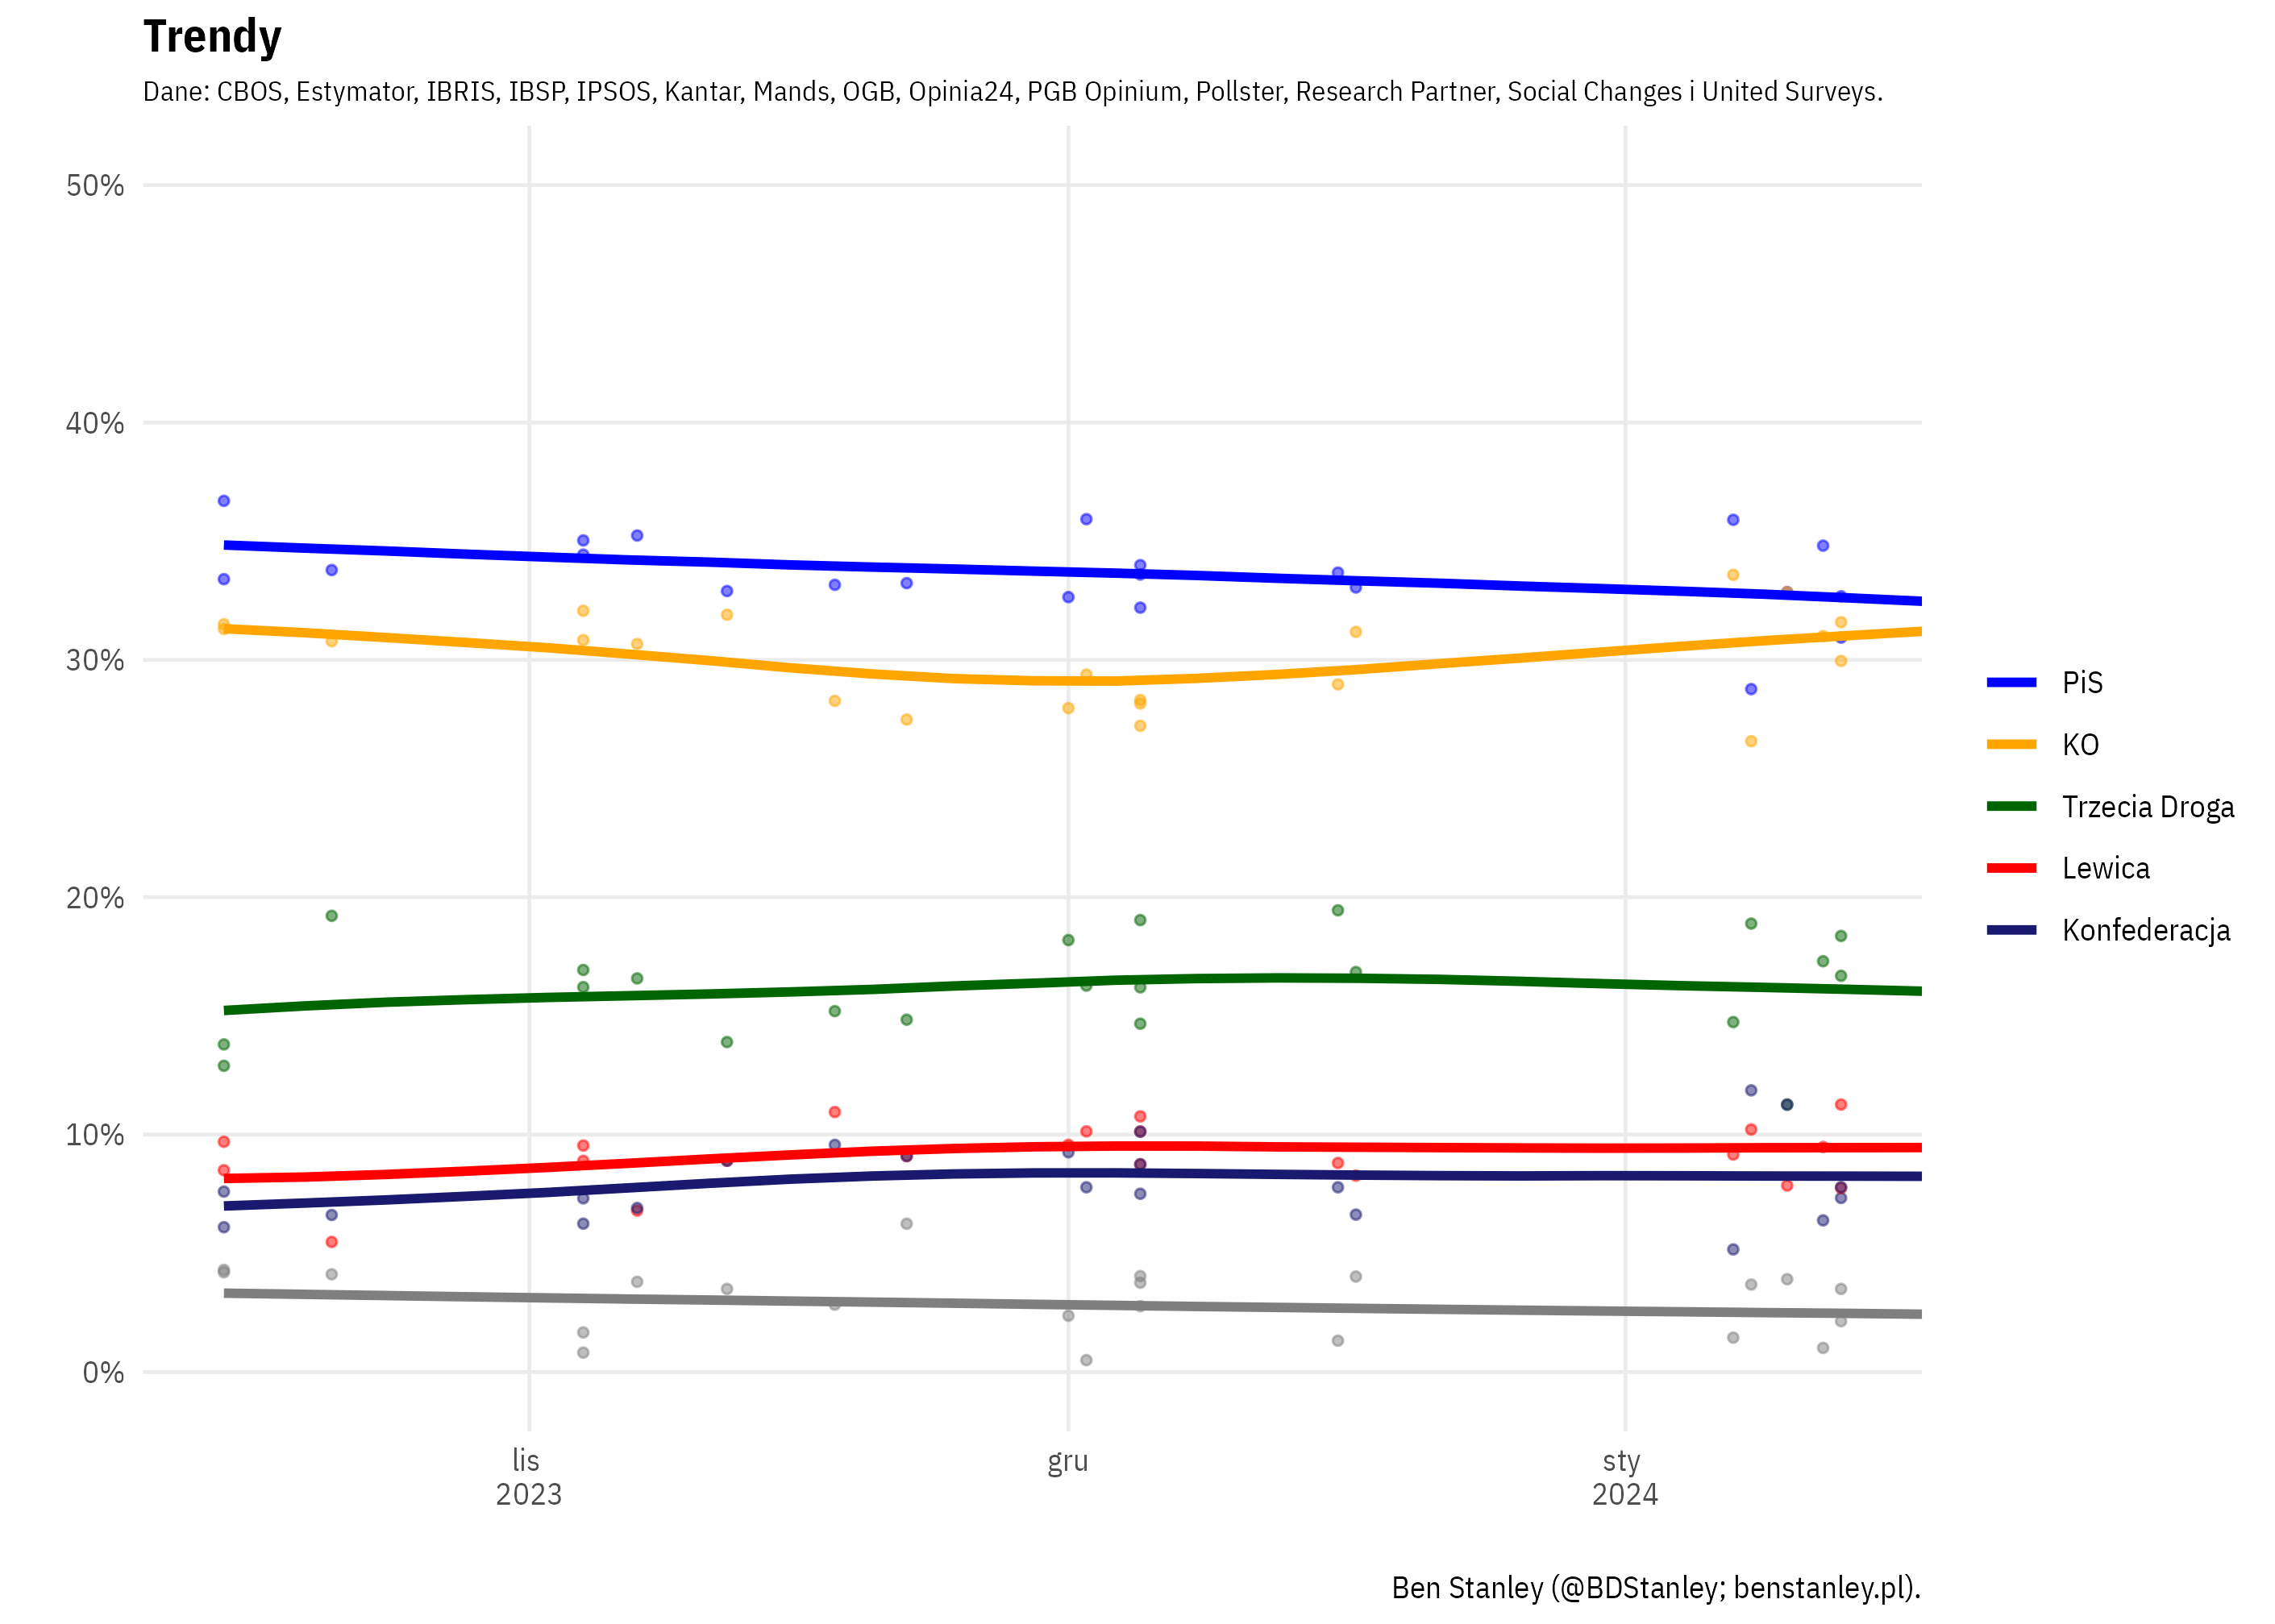 Trendy
Dane: CBOS, Estymator, IBRIS, IBSP, IPSOS, Kantar, Mands, OGB, Opinia24, PGB Opinium, Pollster, Research Partner, Social Changes i United Surveys.
50%
40%
30%
20%
10%
0%
lis
2023
gru
sty
2024
PiS
KO
Trzecia Droga
Lewica
Konfederacja
Ben Stanley (@BDStanley; benstanley.pl).